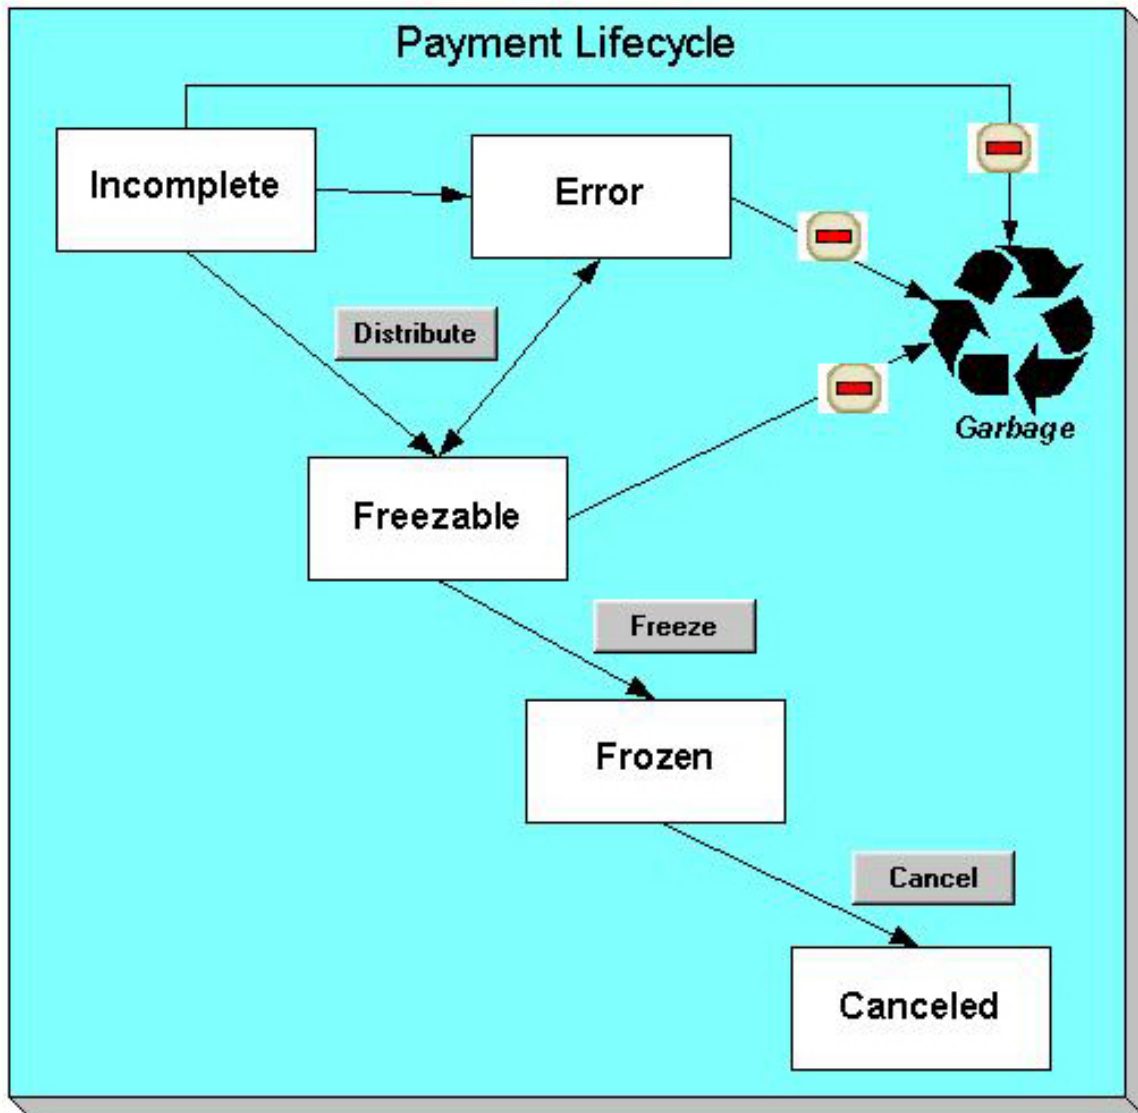 Payment Lifecycle
Incomplete
Error
Distribute
Garbage
Freezable
Freeze
Frozen
Cancel
Canceled